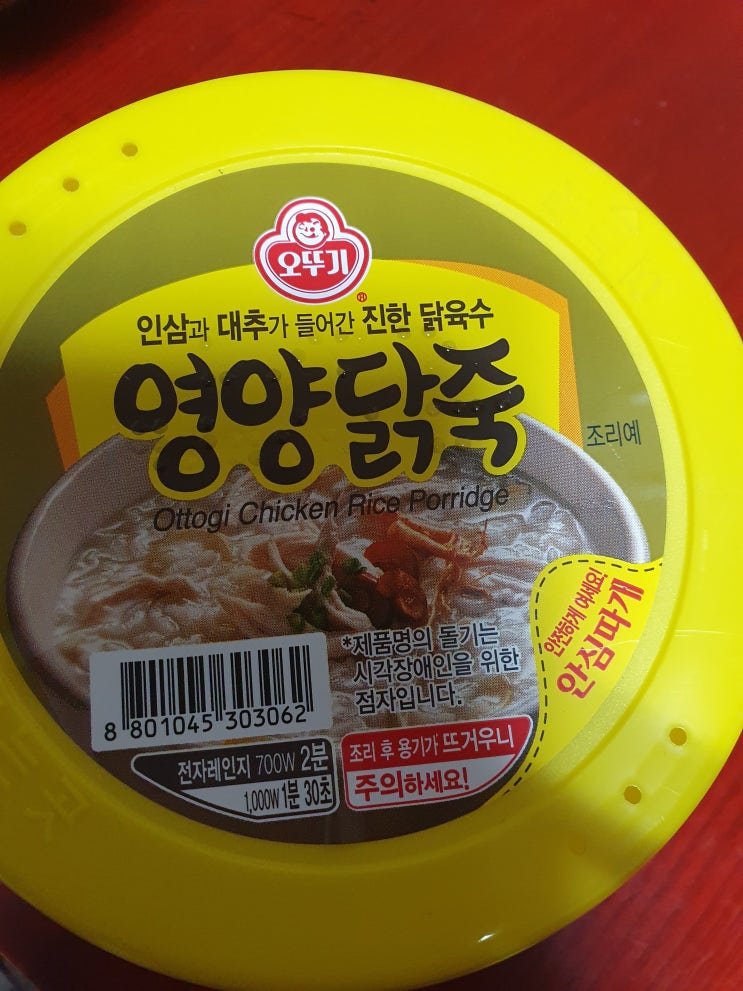 오뚜기
인삼과 대추가 들어간 진한 닭육수
영양닭죽
Ottogi Chicken Rice Porridge
조리예
안전하게 여세요!
안심따개
*제품명의 돌기는
시각장애인을 위한
점자입니다.
8 801045 303062
전자레인지 700W 2분
1,000W 1분 30초
조리 후 용기가 뜨거우니
주의하세요!